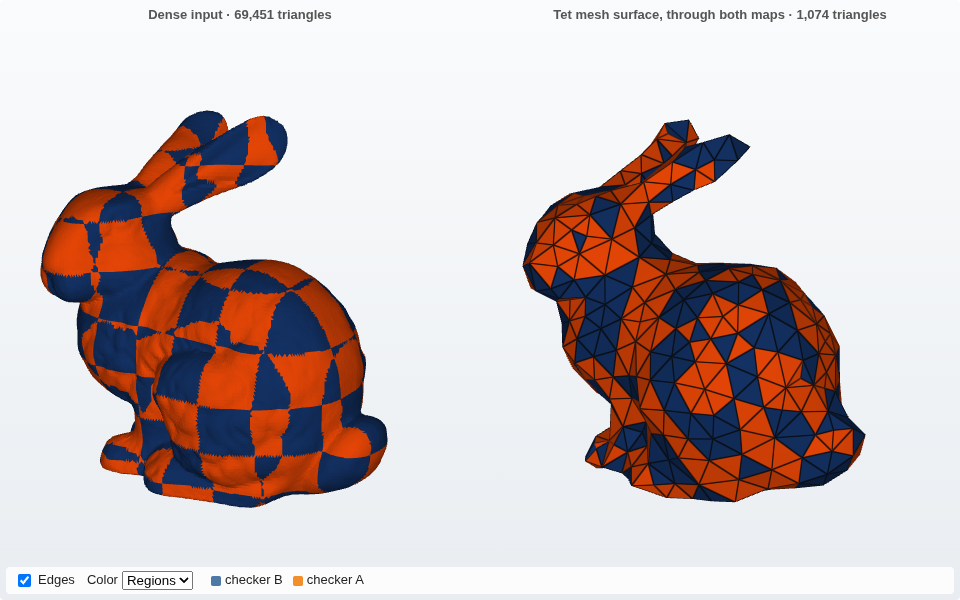 Dense input · 69,451 triangles
Tet mesh surface, through both maps · 1,074 triangles
Edges Color Regions checker B checker A